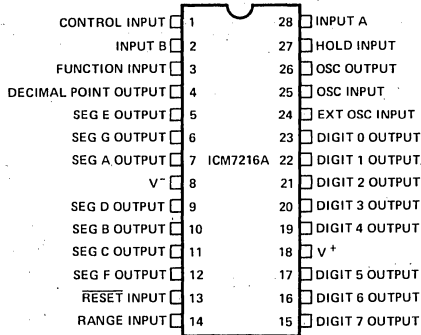 CONTROL INPUT 1 28 INPUT A
INPUT B 2 27 HOLD INPUT
FUNCTION INPUT 3 26 OSC OUTPUT
DECIMAL POINT OUTPUT 4 25 OSC INPUT
SEG E OUTPUT 5 24 EXT OSC INPUT
SEG G OUTPUT 6 23 DIGIT 0 OUTPUT
SEG A OUTPUT 7 ICM7216A 22 DIGIT 1 OUTPUT
V- 8 21 DIGIT 2 OUTPUT
SEG D OUTPUT 9 20 DIGIT 3 OUTPUT
SEG B OUTPUT 10 19 DIGIT 4 OUTPUT
SEG C OUTPUT 11 18 V+
SEG F OUTPUT 12 17 DIGIT 5 OUTPUT
RESET INPUT 13 16 DIGIT 6 OUTPUT
RANGE INPUT 14 15 DIGIT 7 OUTPUT